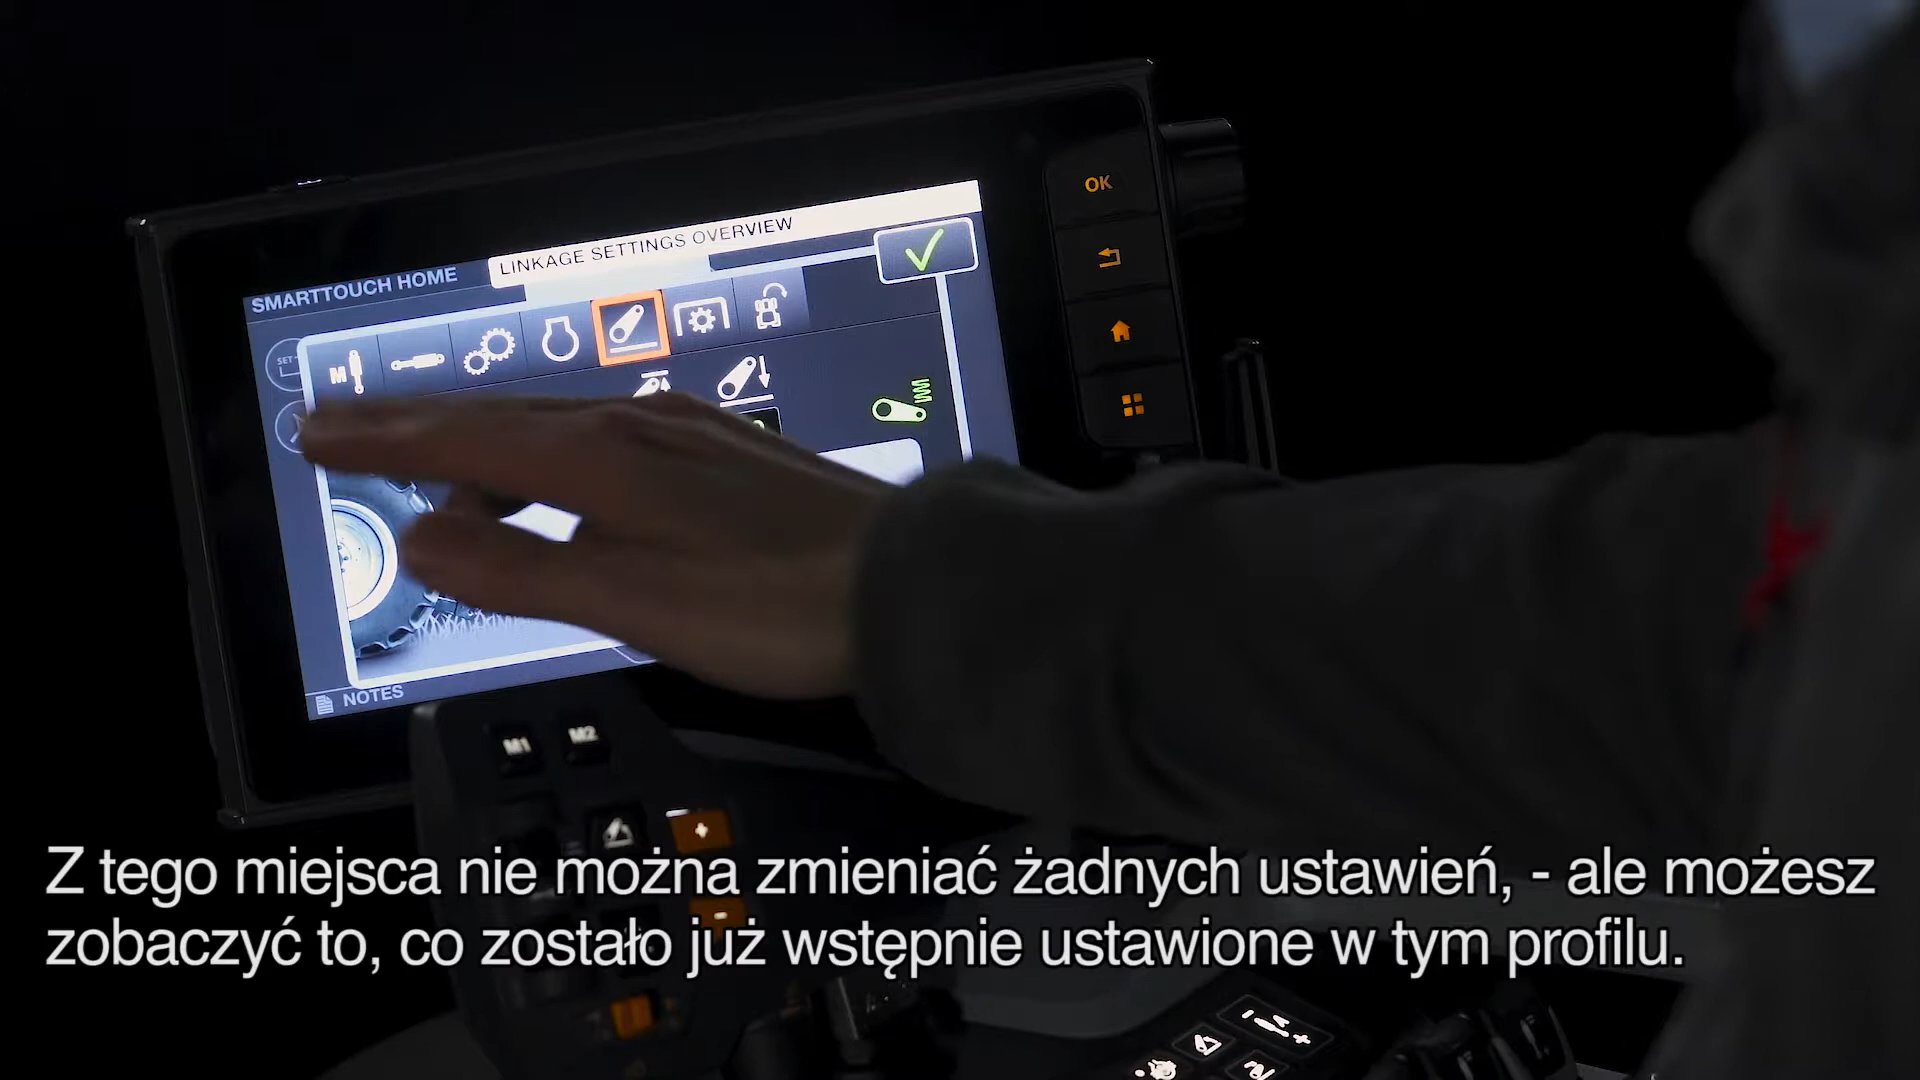 OK
LINKAGE SETTINGS OVERVIEW
SMARTTOUCH HOME
SET
M
NOTES
M1
M2
Z tego miejsca nie można zmieniać żadnych ustawień, - ale możesz
zobaczyć to, co zostało już wstępnie ustawione w tym profilu.